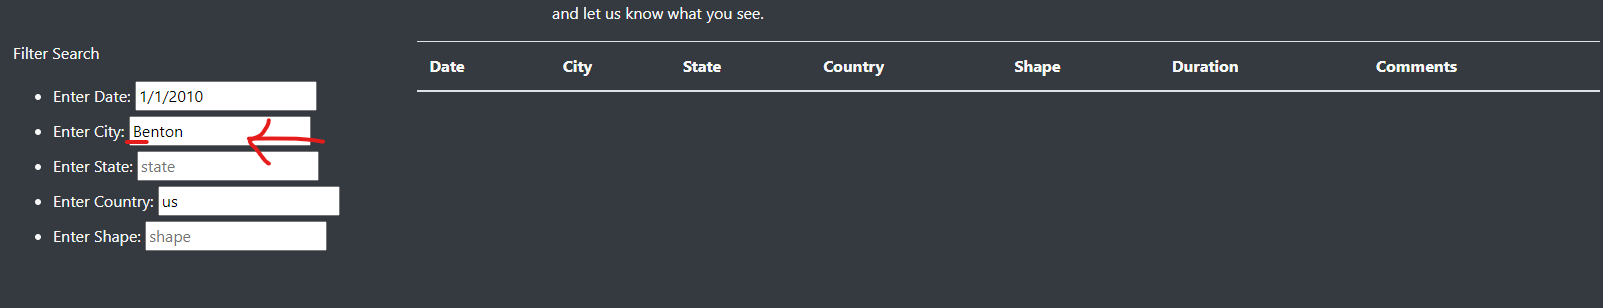 and let us know what you see.
Filter Search
Date City State Country Shape Duration Comments
Enter Date: 1/1/2010
Enter City: Benton
Enter State: state
Enter Country: us
Enter Shape: shape